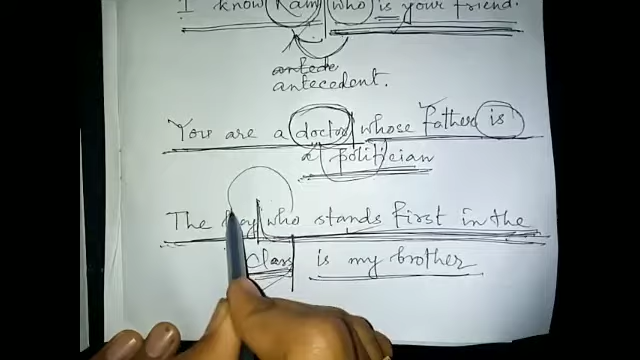 I know Ram who is your friend.
antede
antecedent.
You are a doctor whose Father is
a politician
The boy who stands first in the
Class is my brother